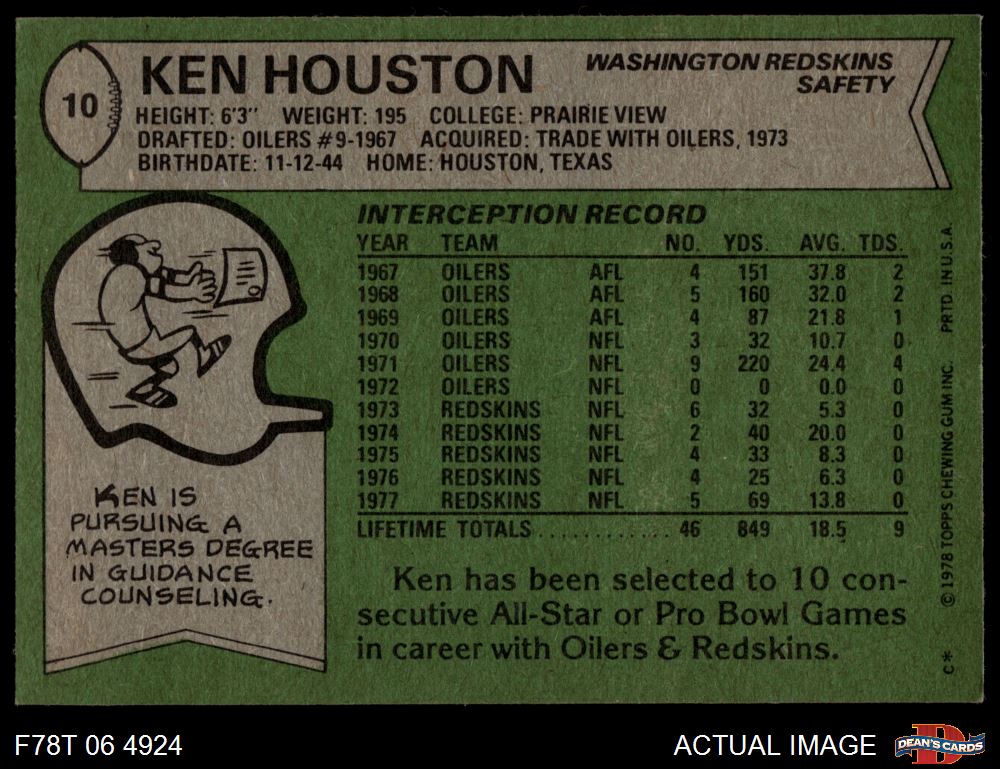 10
KEN HOUSTON
WASHINGTON REDSKINS
SAFETY
HEIGHT: 6'3" WEIGHT: 195 COLLEGE: PRAIRIE VIEW
DRAFTED: OILERS #9-1967 ACQUIRED: TRADE WITH OILERS, 1973
BIRTHDATE: 11-12-44 HOME: HOUSTON, TEXAS
INTERCEPTION RECORD
YEAR TEAM NO. YDS. AVG. TDS.
1967 OILERS AFL 4 151 37.8 2
1968 OILERS AFL 5 160 32.0 2
1969 OILERS AFL 4 87 21.8 1
1970 OILERS NFL 3 32 10.7 0
1971 OILERS NFL 9 220 24.4 4
1972 OILERS NFL 0 0 0.0 0
1973 REDSKINS NFL 6 32 5.3 0
1974 REDSKINS NFL 2 40 20.0 0
1975 REDSKINS NFL 4 33 8.3 0
1976 REDSKINS NFL 4 25 6.3 0
1977 REDSKINS NFL 5 69 13.8 0
LIFETIME TOTALS ............ 46 849 18.5 9
KEN IS
PURSUING A
MASTERS DEGREE
IN GUIDANCE
COUNSELING.
Ken has been selected to 10 con-
secutive All-Star or Pro Bowl Games
in career with Oilers & Redskins.
C* © 1978 TOPPS CHEWING GUM INC. PRTD. IN U.S.A.
F78T 06 4924
ACTUAL IMAGE
D
DEAN'S CARDS